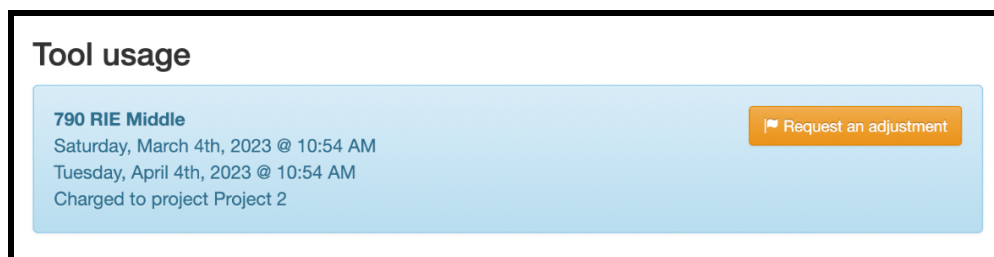 Tool usage
790 RIE Middle
Request an adjustment
Saturday, March 4th, 2023 @ 10:54 AM
Tuesday, April 4th, 2023 @ 10:54 AM
Charged to project Project 2